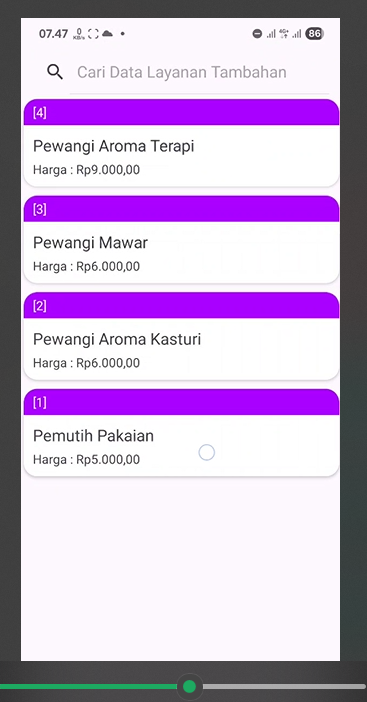 07.47 0 KB/s 4G+ 86
Cari Data Layanan Tambahan
[4]
Pewangi Aroma Terapi
Harga : Rp9.000,00
[3]
Pewangi Mawar
Harga : Rp6.000,00
[2]
Pewangi Aroma Kasturi
Harga : Rp6.000,00
[1]
Pemutih Pakaian
Harga : Rp5.000,00